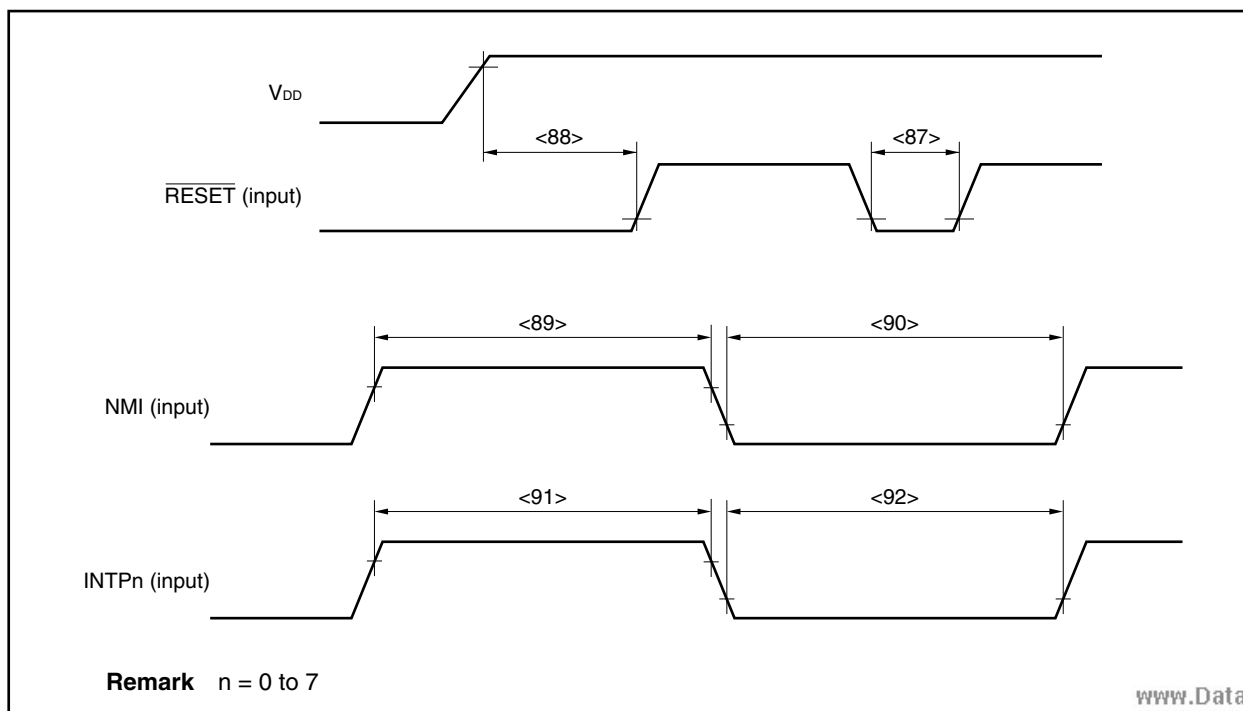 VDD
<88>
<87>
RESET (input)
<89>
<90>
NMI (input)
<91>
<92>
INTPn (input)
Remark n = 0 to 7
www.Data